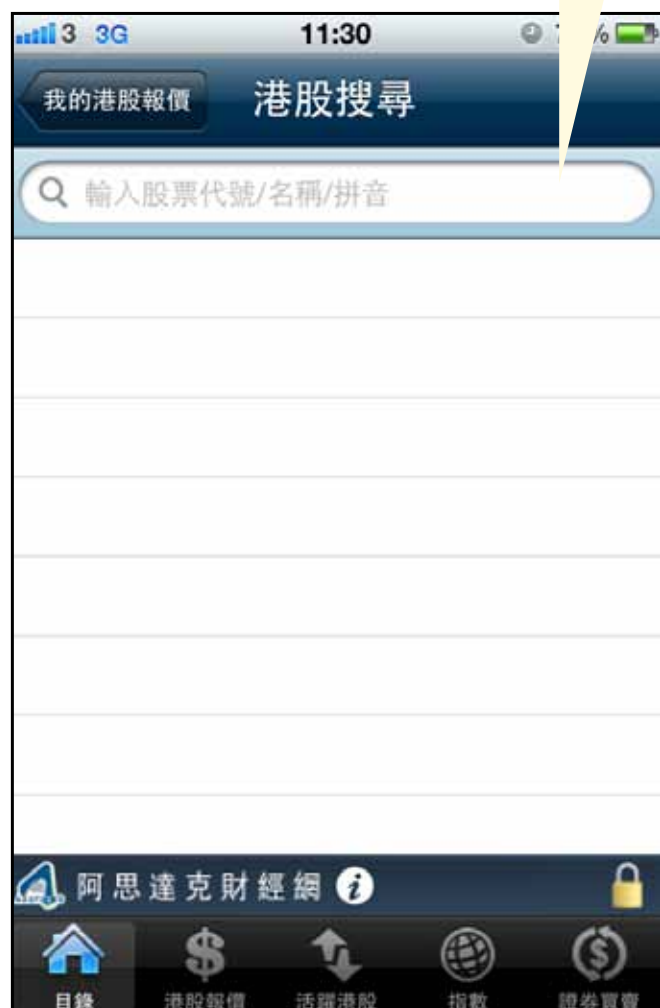 3 3G 11:30
我的港股報價 港股搜尋
輸入股票代號/名稱/拼音
阿思達克財經網 i
目錄 港股報價 活躍港股 指數 證券買賣